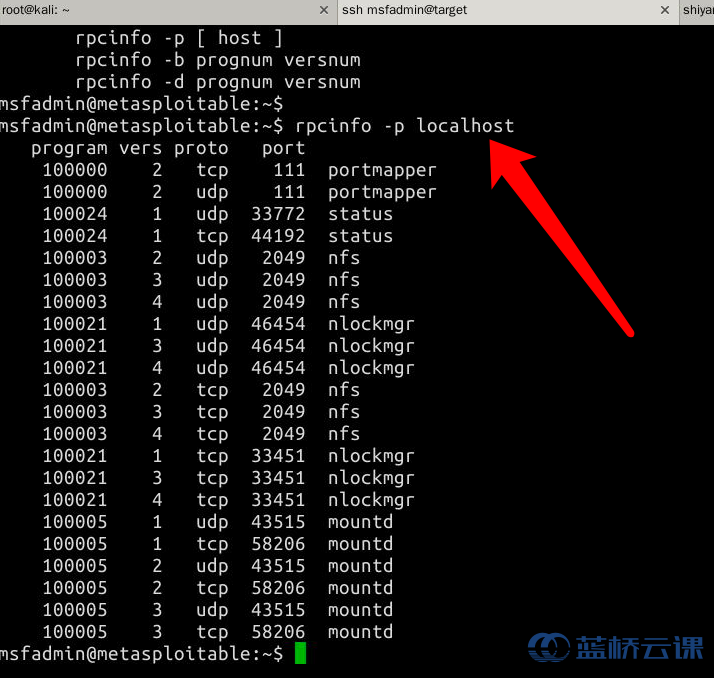 root@kali: ~ × ssh msfadmin@target × shiyan
rpcinfo -p [ host ]
rpcinfo -b prognum versnum
rpcinfo -d prognum versnum
msfadmin@metasploitable:~$
msfadmin@metasploitable:~$ rpcinfo -p localhost
program vers proto port
100000 2 tcp 111 portmapper
100000 2 udp 111 portmapper
100024 1 udp 33772 status
100024 1 tcp 44192 status
100003 2 udp 2049 nfs
100003 3 udp 2049 nfs
100003 4 udp 2049 nfs
100021 1 udp 46454 nlockmgr
100021 3 udp 46454 nlockmgr
100021 4 udp 46454 nlockmgr
100003 2 tcp 2049 nfs
100003 3 tcp 2049 nfs
100003 4 tcp 2049 nfs
100021 1 tcp 33451 nlockmgr
100021 3 tcp 33451 nlockmgr
100021 4 tcp 33451 nlockmgr
100005 1 udp 43515 mountd
100005 1 tcp 58206 mountd
100005 2 udp 43515 mountd
100005 2 tcp 58206 mountd
100005 3 udp 43515 mountd
100005 3 tcp 58206 mountd
msfadmin@metasploitable:~$
蓝桥云课